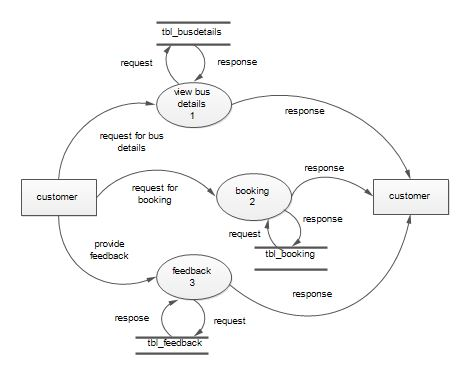 tbl_busdetails
request
response
view bus
details
1
response
request for bus
details
customer
request for
booking
booking
2
response
customer
response
request
tbl_booking
provide
feedback
feedback
3
response
respose
request
tbl_feedback